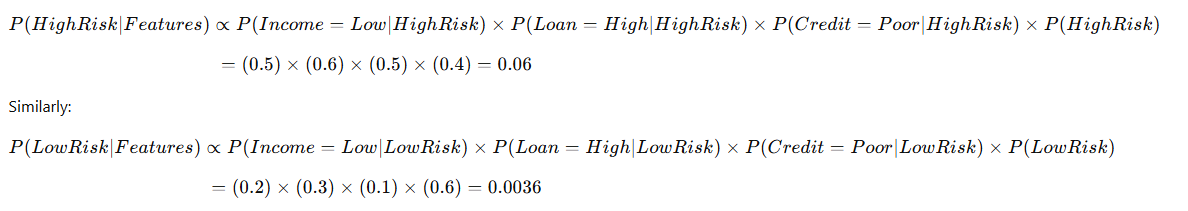 P(HighRisk|Features) ∝ P(Income = Low|HighRisk) × P(Loan = High|HighRisk) × P(Credit = Poor|HighRisk) × P(HighRisk)
= (0.5) × (0.6) × (0.5) × (0.4) = 0.06
Similarly:
P(LowRisk|Features) ∝ P(Income = Low|LowRisk) × P(Loan = High|LowRisk) × P(Credit = Poor|LowRisk) × P(LowRisk)
= (0.2) × (0.3) × (0.1) × (0.6) = 0.0036